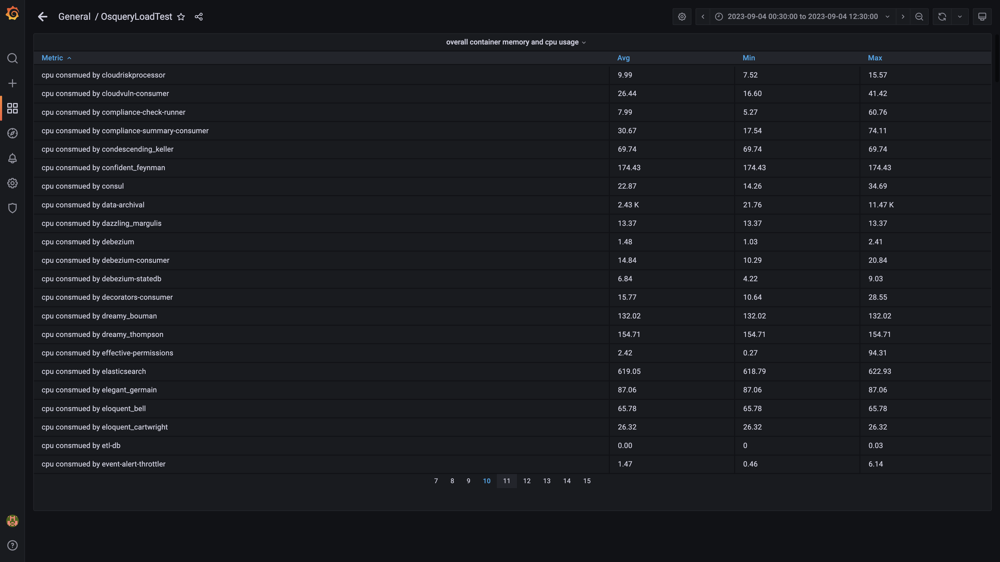 General / OsqueryLoadTest
2023-09-04 00:30:00 to 2023-09-04 12:30:00
overall container memory and cpu usage
Metric Avg Min Max
cpu consmued by cloudriskprocessor 9.99 7.52 15.57
cpu consmued by cloudvuln-consumer 26.44 16.60 41.42
cpu consmued by compliance-check-runner 7.99 5.27 60.76
cpu consmued by compliance-summary-consumer 30.67 17.54 74.11
cpu consmued by condescending_keller 69.74 69.74 69.74
cpu consmued by confident_feynman 174.43 174.43 174.43
cpu consmued by consul 22.87 14.26 34.69
cpu consmued by data-archival 2.43 K 21.76 11.47 K
cpu consmued by dazzling_margulis 13.37 13.37 13.37
cpu consmued by debezium 1.48 1.03 2.41
cpu consmued by debezium-consumer 14.84 10.29 20.84
cpu consmued by debezium-statedb 6.84 4.22 9.03
cpu consmued by decorators-consumer 15.77 10.64 28.55
cpu consmued by dreamy_bouman 132.02 132.02 132.02
cpu consmued by dreamy_thompson 154.71 154.71 154.71
cpu consmued by effective-permissions 2.42 0.27 94.31
cpu consmued by elasticsearch 619.05 618.79 622.93
cpu consmued by elegant_germain 87.06 87.06 87.06
cpu consmued by eloquent_bell 65.78 65.78 65.78
cpu consmued by eloquent_cartwright 26.32 26.32 26.32
cpu consmued by etl-db 0.00 0 0.03
cpu consmued by event-alert-throttler 1.47 0.46 6.14
7 8 9 10 11 12 13 14 15